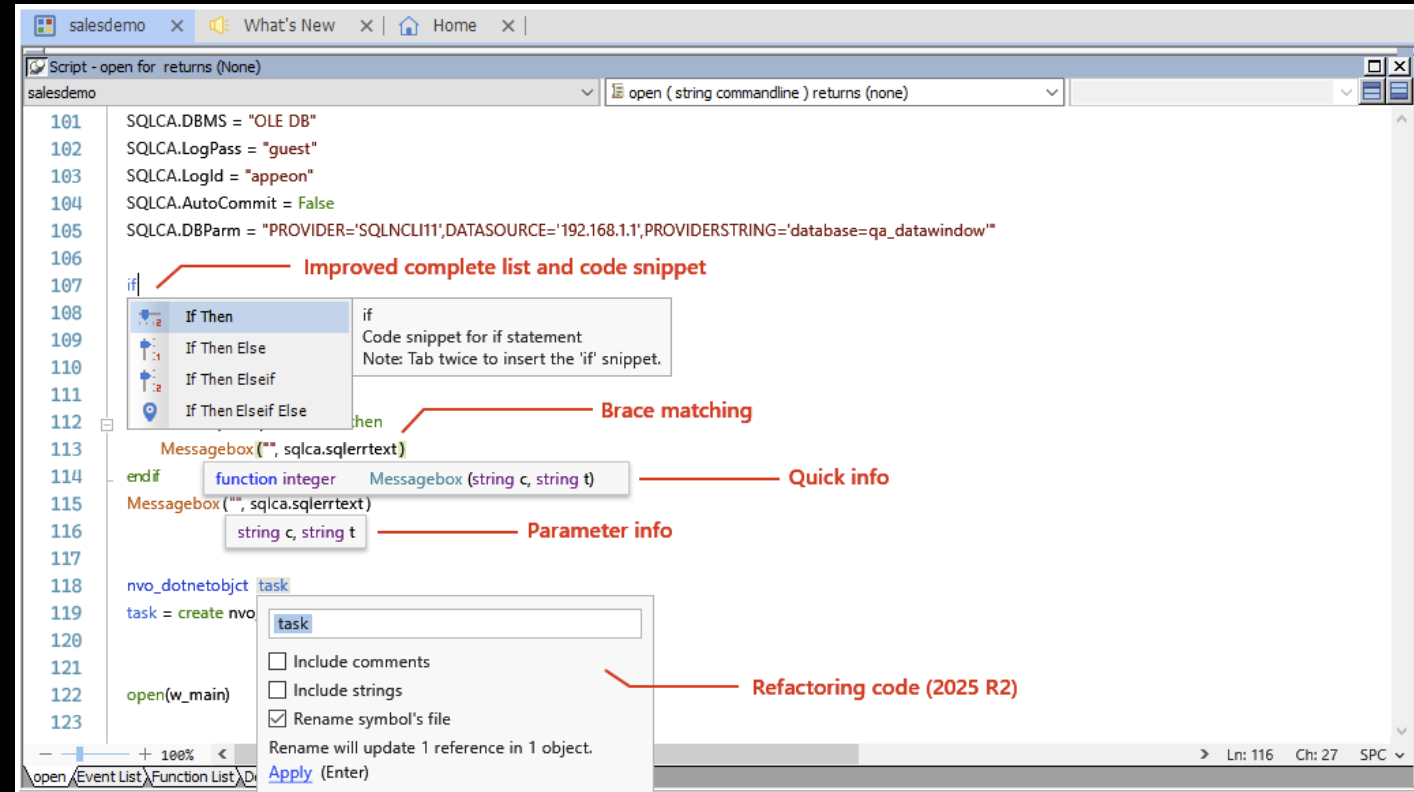 salesdemo What's New Home
Script - open for returns (None)
salesdemo open ( string commandline ) returns (none)
101 SQLCA.DBMS = "OLE DB"
102 SQLCA.LogPass = "guest"
103 SQLCA.LogId = "appeon"
104 SQLCA.AutoCommit = False
105 SQLCA.DBParm = "PROVIDER='SQLNCLI11',DATASOURCE='192.168.1.1',PROVIDERSTRING='database=qa_datawindow'"
106
Improved complete list and code snippet
107 if
108 If Then
if
109 If Then Else
Code snippet for if statement
Note: Tab twice to insert the 'if' snippet.
110 If Then Elseif
111
If Then Elseif Else
112
Brace matching
113 Messagebox("", sqlca.sqlerrtext)
114 endif
function integer Messagebox (string c, string t)
Quick info
115 Messagebox("", sqlca.sqlerrtext)
116
string c, string t
Parameter info
117
118 nvo_dotnetobjct task
119 task = create nvo_
task
120
121
Include comments
122 open(w_main)
Include strings
Refactoring code (2025 R2)
123
Rename symbol's file
Rename will update 1 reference in 1 object.
Apply (Enter)
100% Ln: 116 Ch: 27 SPC
open Event List Function List